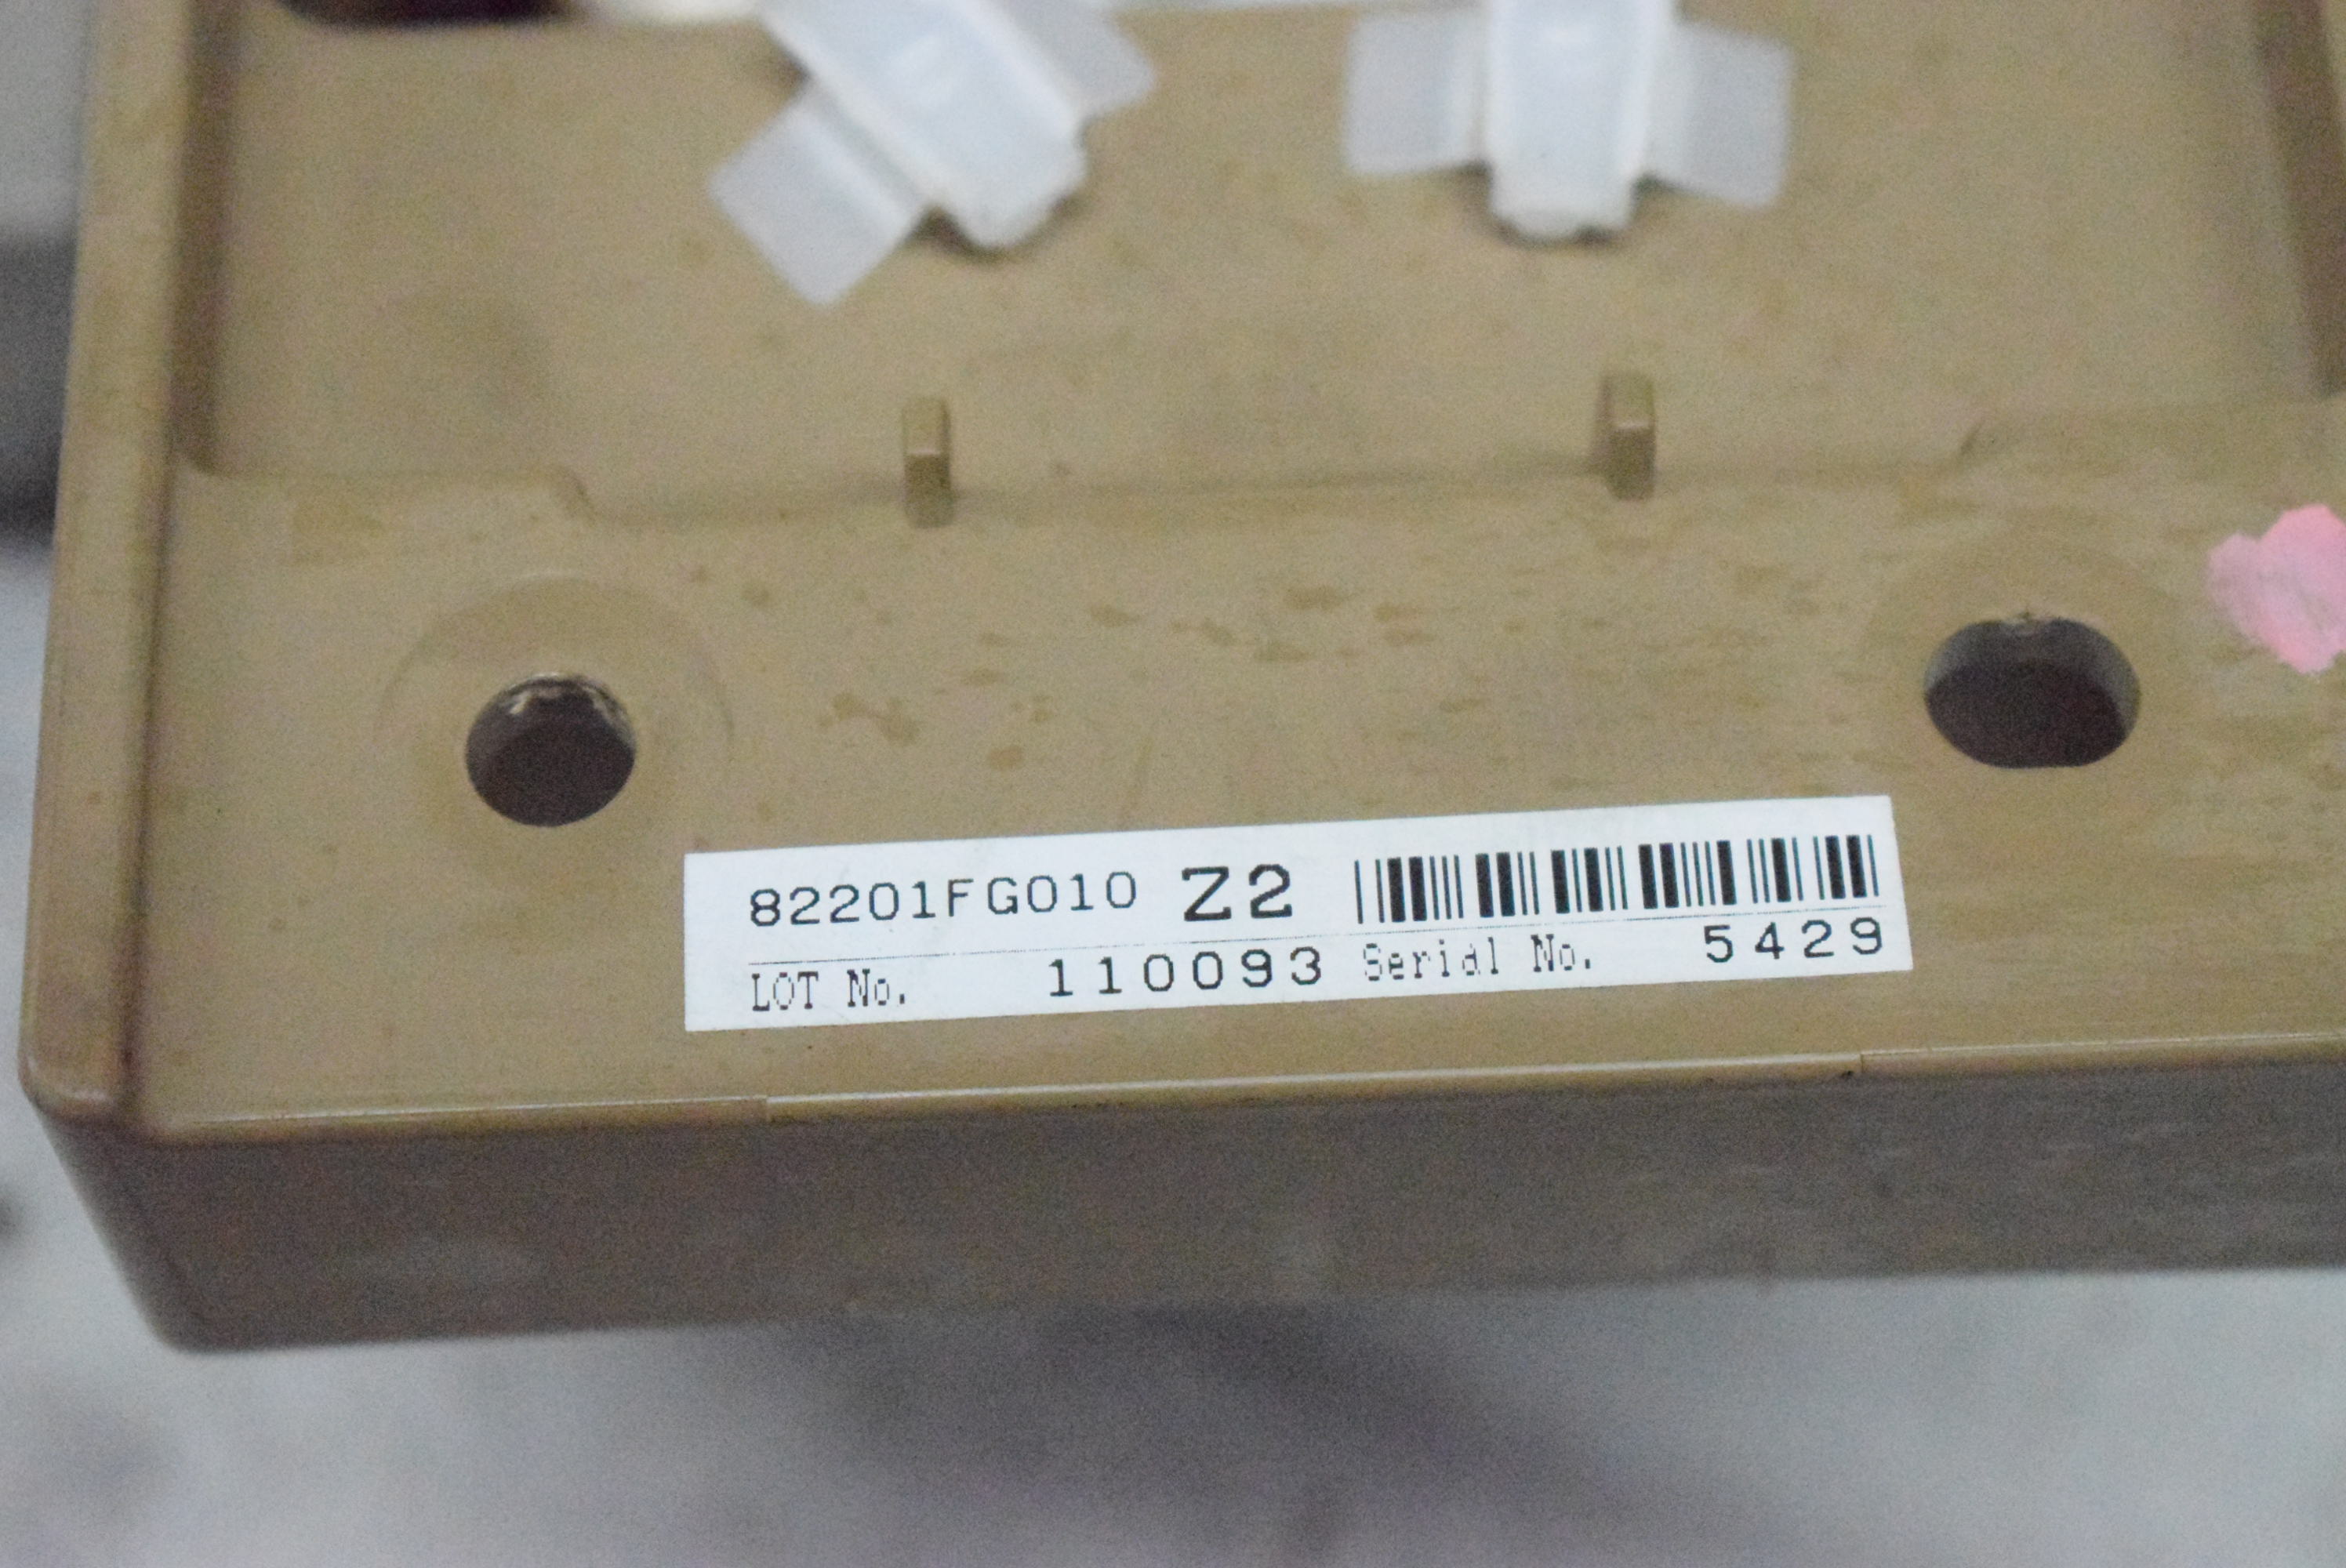 82201FG010 Z2
LOT No. 110093 Serial No. 5429